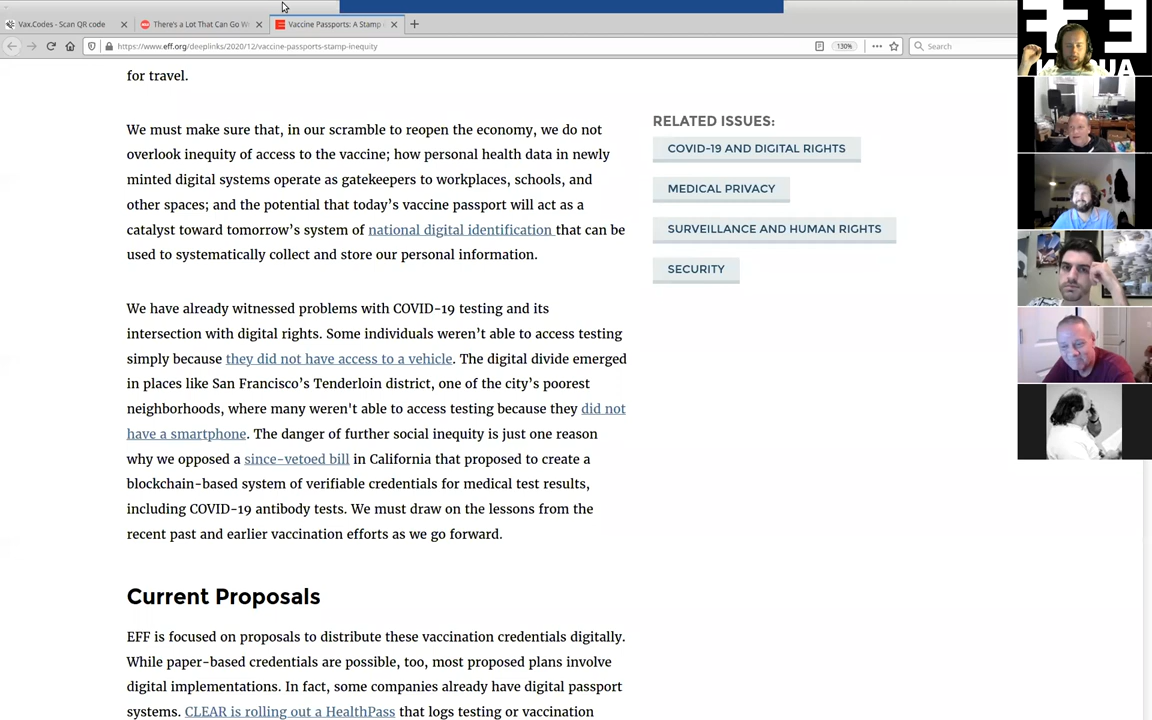 Vax.Codes - Scan QR code
There's a Lot That Can Go W
Vaccine Passports: A Stamp
https://www.eff.org/deeplinks/2020/12/vaccine-passports-stamp-inequity
130%
Search
for travel.
We must make sure that, in our scramble to reopen the economy, we do not
overlook inequity of access to the vaccine; how personal health data in newly
minted digital systems operate as gatekeepers to workplaces, schools, and
other spaces; and the potential that today's vaccine passport will act as a
catalyst toward tomorrow's system of national digital identification that can be
used to systematically collect and store our personal information.
We have already witnessed problems with COVID-19 testing and its
intersection with digital rights. Some individuals weren't able to access testing
simply because they did not have access to a vehicle. The digital divide emerged
in places like San Francisco's Tenderloin district, one of the city's poorest
neighborhoods, where many weren't able to access testing because they did not
have a smartphone. The danger of further social inequity is just one reason
why we opposed a since-vetoed bill in California that proposed to create a
blockchain-based system of verifiable credentials for medical test results,
including COVID-19 antibody tests. We must draw on the lessons from the
recent past and earlier vaccination efforts as we go forward.
Current Proposals
EFF is focused on proposals to distribute these vaccination credentials digitally.
While paper-based credentials are possible, too, most proposed plans involve
digital implementations. In fact, some companies already have digital passport
systems. CLEAR is rolling out a HealthPass that logs testing or vaccination
RELATED ISSUES:
COVID-19 AND DIGITAL RIGHTS
MEDICAL PRIVACY
SURVEILLANCE AND HUMAN RIGHTS
SECURITY